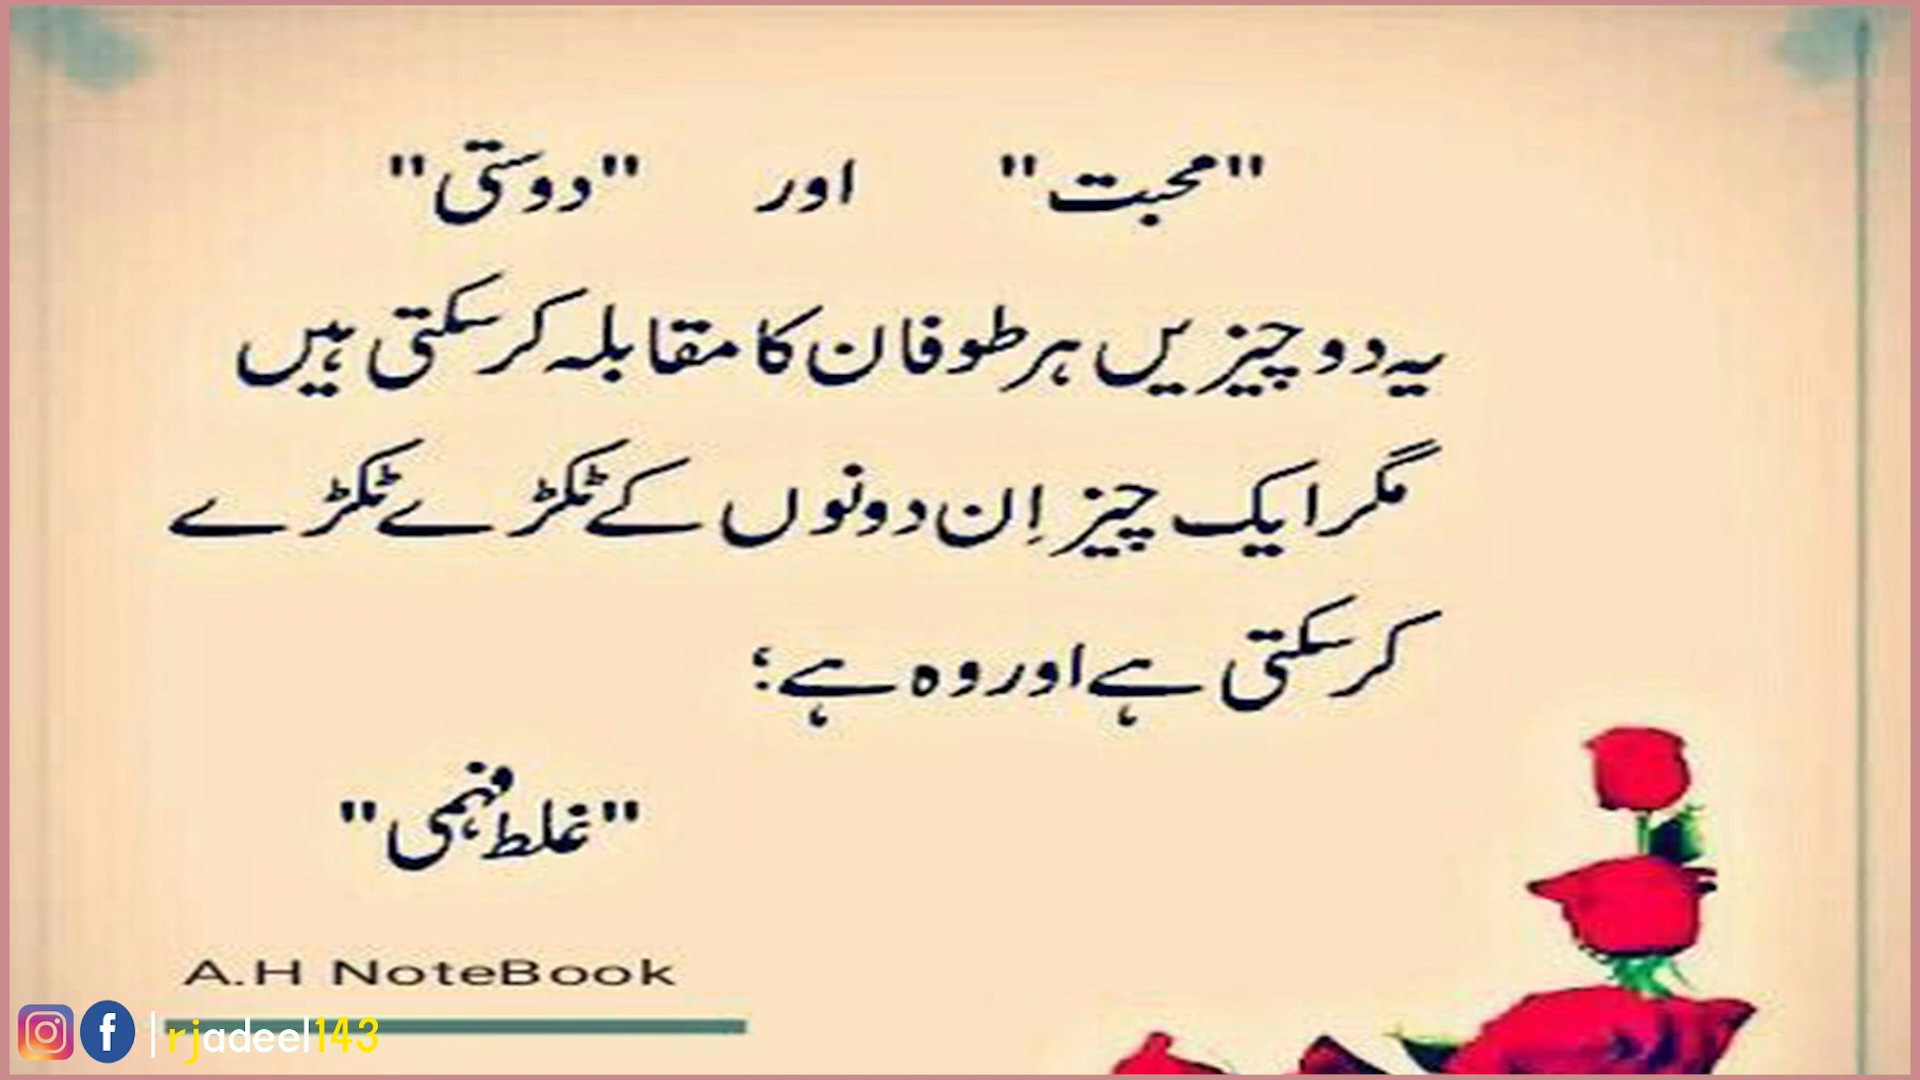 "محبت" اور "دوستی"
یہ دو چیزیں ہر طوفان کا مقابلہ کر سکتی ہیں
مگر ایک چیز اِن دونوں کے ٹکڑے ٹکڑے
کر سکتی ہے اور وہ ہے؛
"غلط فہمی"
A.H NoteBook
rjadeel143